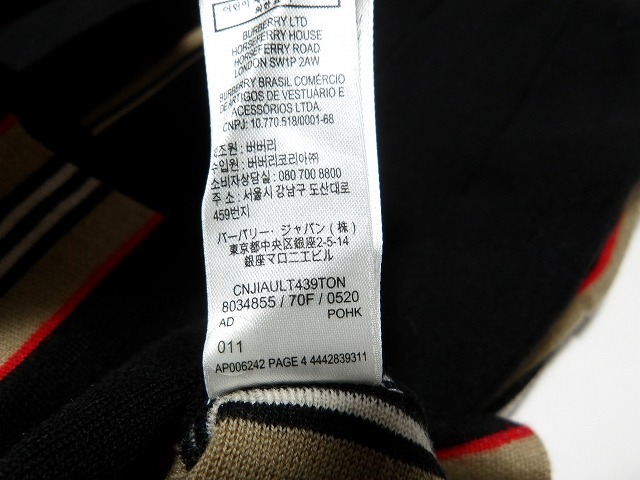 어린이
BURBERRY LTD
HORSEFERRY HOUSE
HORSEFERRY ROAD
LONDON SW1P 2AW
BURBERRY BRASIL COMÉRCIO
DE ARTIGOS DE VESTUÁRIO E
ACESSÓRIOS LTDA.
CNPJ: 10.770.518/0001-68
제조원 : 버버리
수입원 : 버버리코리아㈜
소비자상담실 : 080 700 8800
주 소 : 서울시 강남구 도산대로
459번지
バーバリー・ジャパン(株)
東京都中央区銀座2-5-14
銀座マロニエビル
CNJIAULT439TON
8034855 / 70F / 0520
AD POHK
011
AP006242 PAGE 4 4442839311